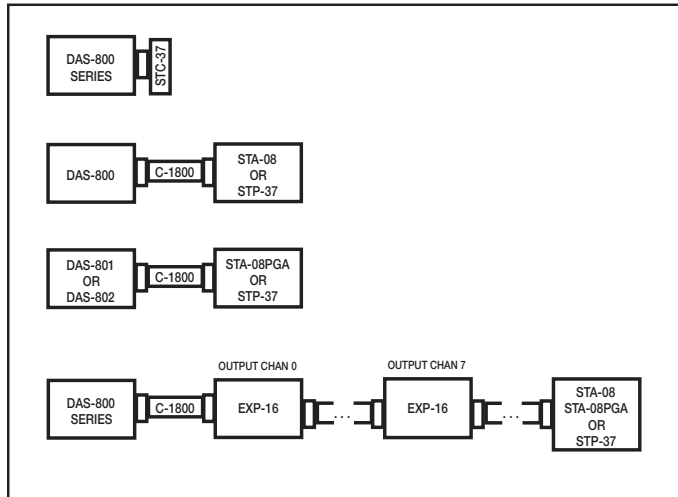 DAS-800
SERIES
STC-37
DAS-800
C-1800
STA-08
OR
STP-37
DAS-801
OR
DAS-802
C-1800
STA-08PGA
OR
STP-37
OUTPUT CHAN 0
OUTPUT CHAN 7
DAS-800
SERIES
C-1800
EXP-16
...
EXP-16
...
STA-08
STA-08PGA
OR
STP-37